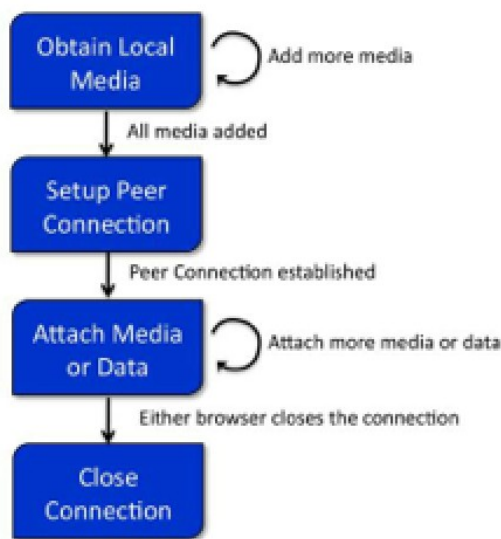 Obtain Local
Media
Add more media
All media added
Setup Peer
Connection
Peer Connection established
Attach Media
or Data
Attach more media or data
Either browser closes the connection
Close
Connection